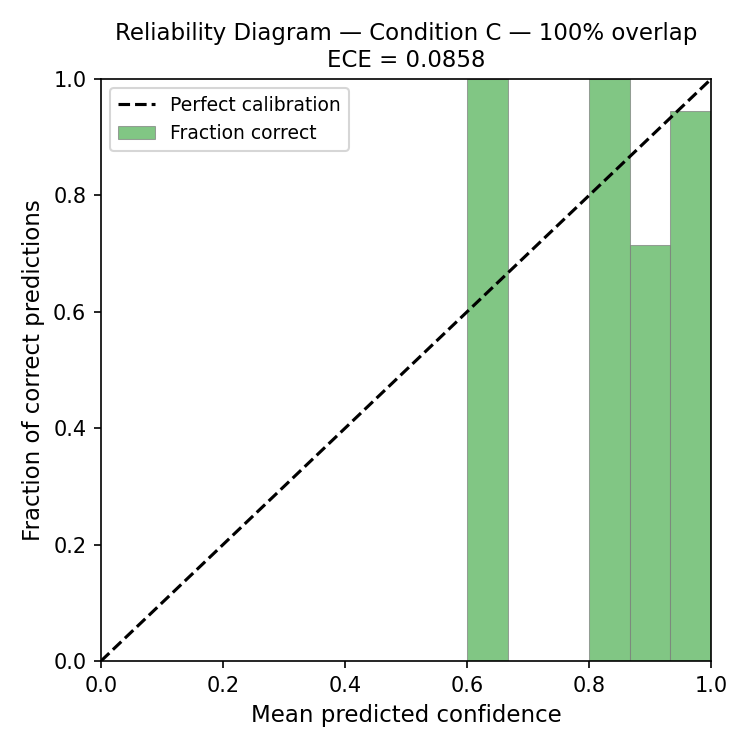 Reliability Diagram — Condition C — 100% overlap
ECE = 0.0858
Perfect calibration
Fraction correct
Fraction of correct predictions
1.0
0.8
0.6
0.4
0.2
0.0
0.0 0.2 0.4 0.6 0.8 1.0
Mean predicted confidence